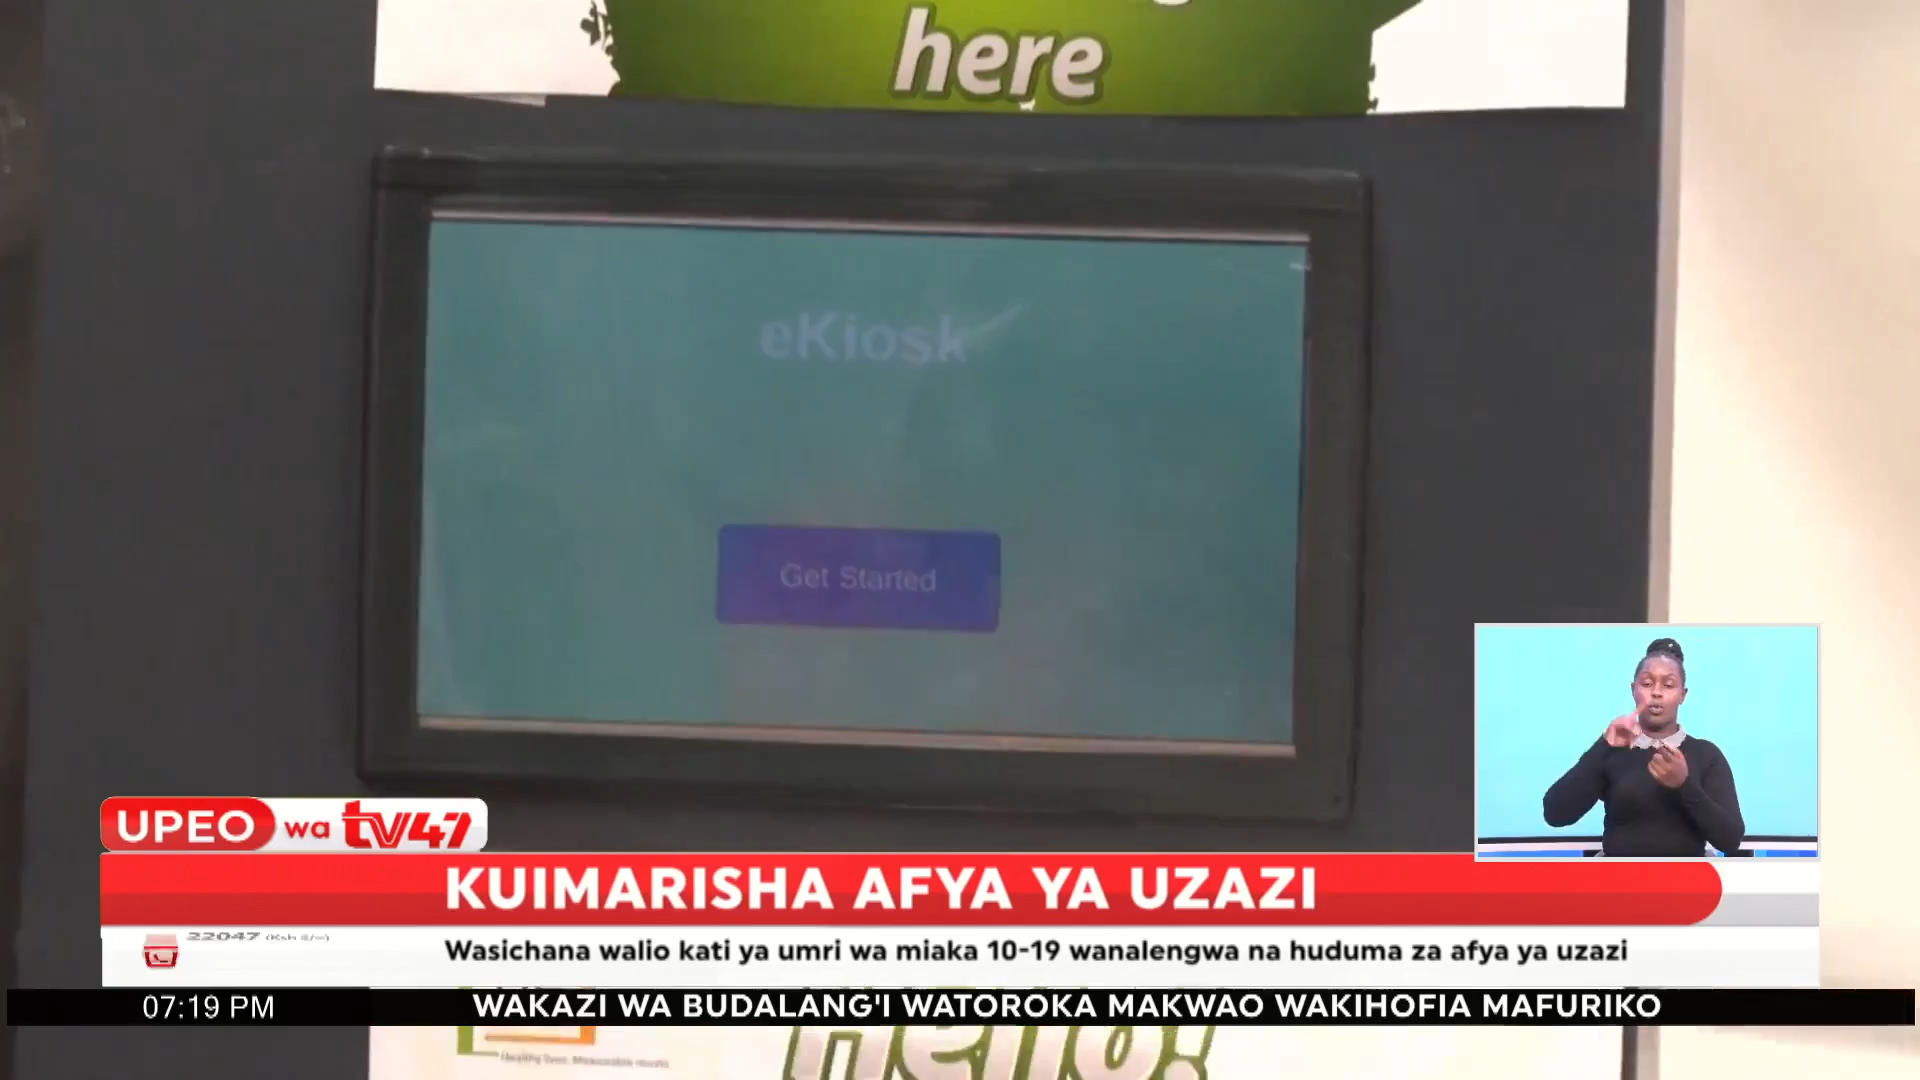 here
eKiosk
Get Started
UPEO wa tv47
KUIMARISHA AFYA YA UZAZI
22047
Wasichana walio kati ya umri wa miaka 10-19 wanalengwa na huduma za afya ya uzazi
07:19 PM
WAKAZI WA BUDALANG'I WATOROKA MAKWAO WAKIHOFIA MAFURIKO
Hello!